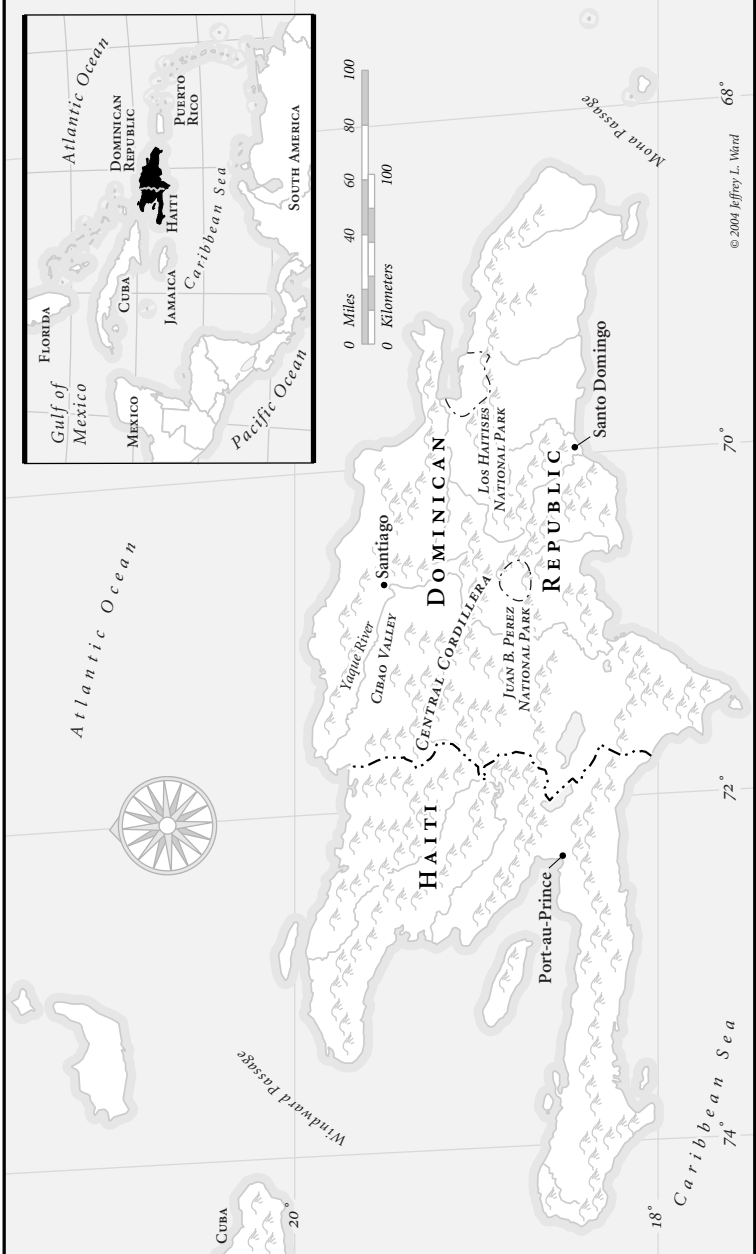 Atlantic Ocean
FLORIDA
Gulf of
Mexico
MEXICO
CUBA
DOMINICAN
REPUBLIC
HAITI
PUERTO
RICO
JAMAICA
Caribbean Sea
Pacific Ocean
SOUTH AMERICA
0 Miles 40 60 80 100
0 Kilometers 100
Atlantic Ocean
Windward Passage
CUBA
20°
Mona Passage
Santiago
Yaque River
CIBAO VALLEY
HAITI
DOMINICAN
CENTRAL CORDILLERA
LOS HAITISES
NATIONAL PARK
JUAN B. PEREZ
NATIONAL PARK
REPUBLIC
Port-au-Prince
Santo Domingo
18°
Caribbean Sea
74°
72°
70°
68°
© 2004 Jeffrey L. Ward